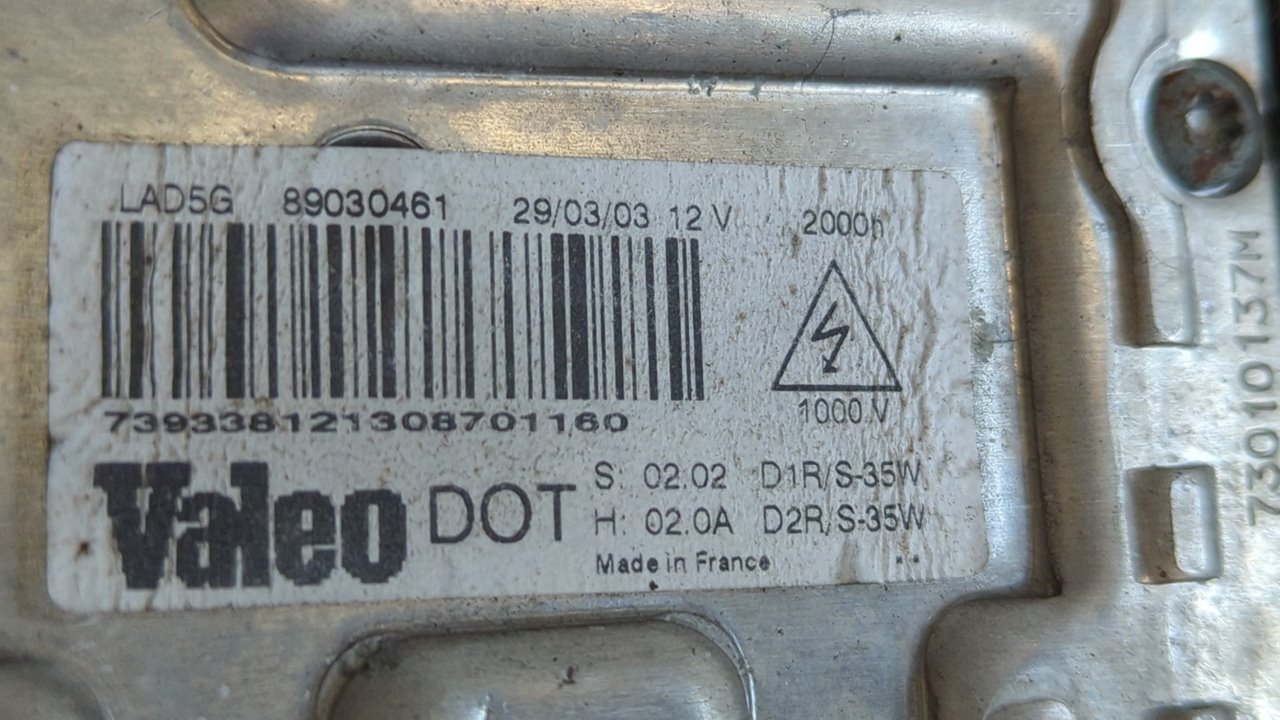 LAD5G 89030461 29/03/03 12 V 2000h
739338121308701160
1000 V
Valeo DOT
S: 02.02 D1R/S-35W
H: 02.0A D2R/S-35W
Made in France
73010137M